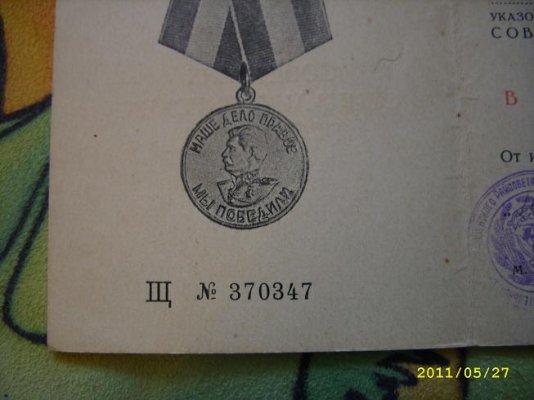 НАШЕ ДЕЛО ПРАВОЕ
МЫ ПОБЕДИЛИ
Щ № 370347
УКАЗО
СОВ
В
От и
М.
2011/05/27